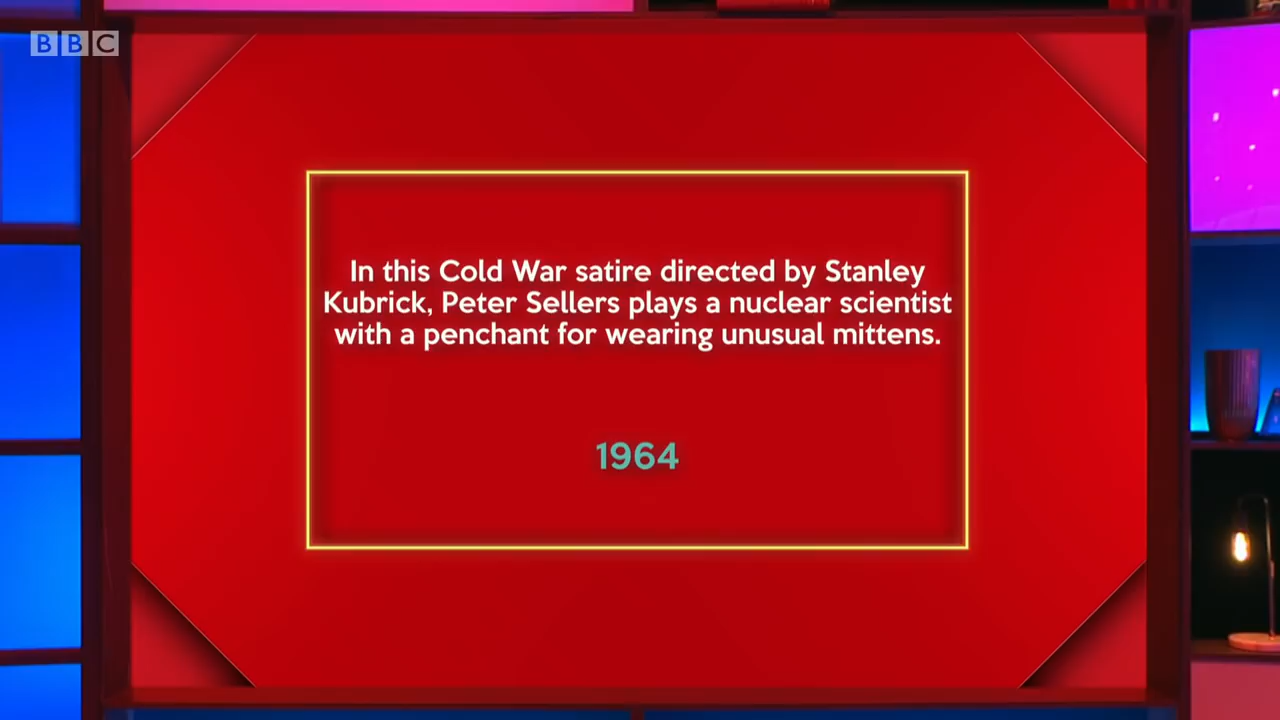 BBC
In this Cold War satire directed by Stanley
Kubrick, Peter Sellers plays a nuclear scientist
with a penchant for wearing unusual mittens.
1964